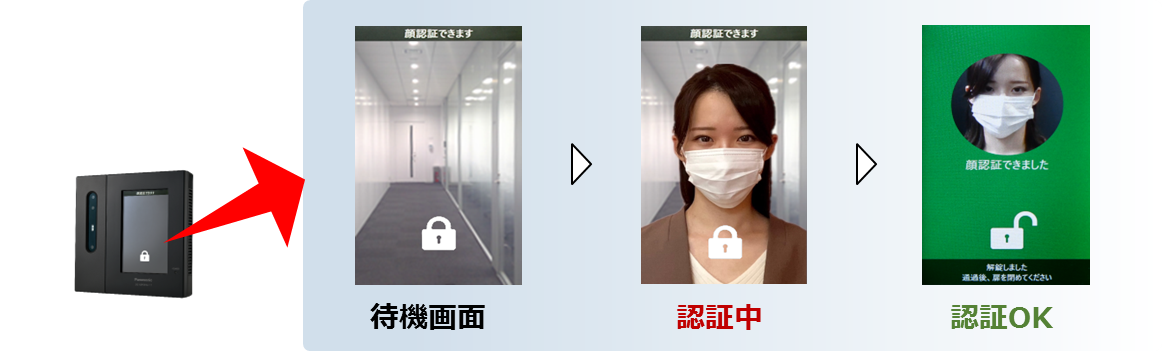 顔認証できます
顔認証できます
顔認証できました
解錠しました
通過後、扉を閉めてください
Panasonic
待機画面
認証中
認証OK